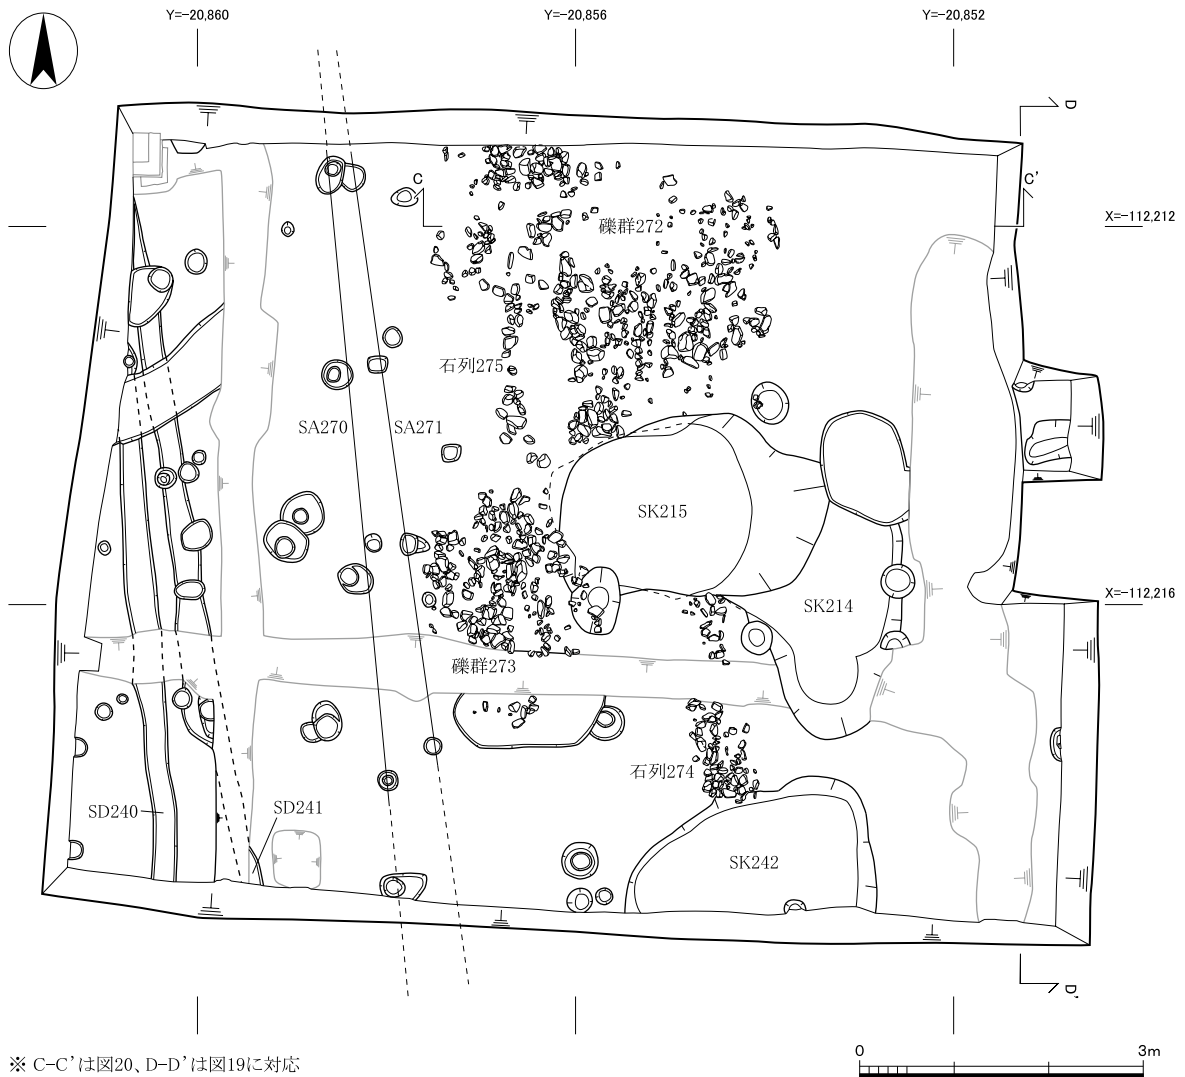 Y=-20,860
Y=-20,856
Y=-20,852
D
C
C'
X=-112,212
礫群272
石列275
SA270
SA271
SK215
X=-112,216
SK214
礫群273
石列274
SD240
SD241
SK242
D'
※ C-C'は図20、D-D'は図19に対応
0
3m